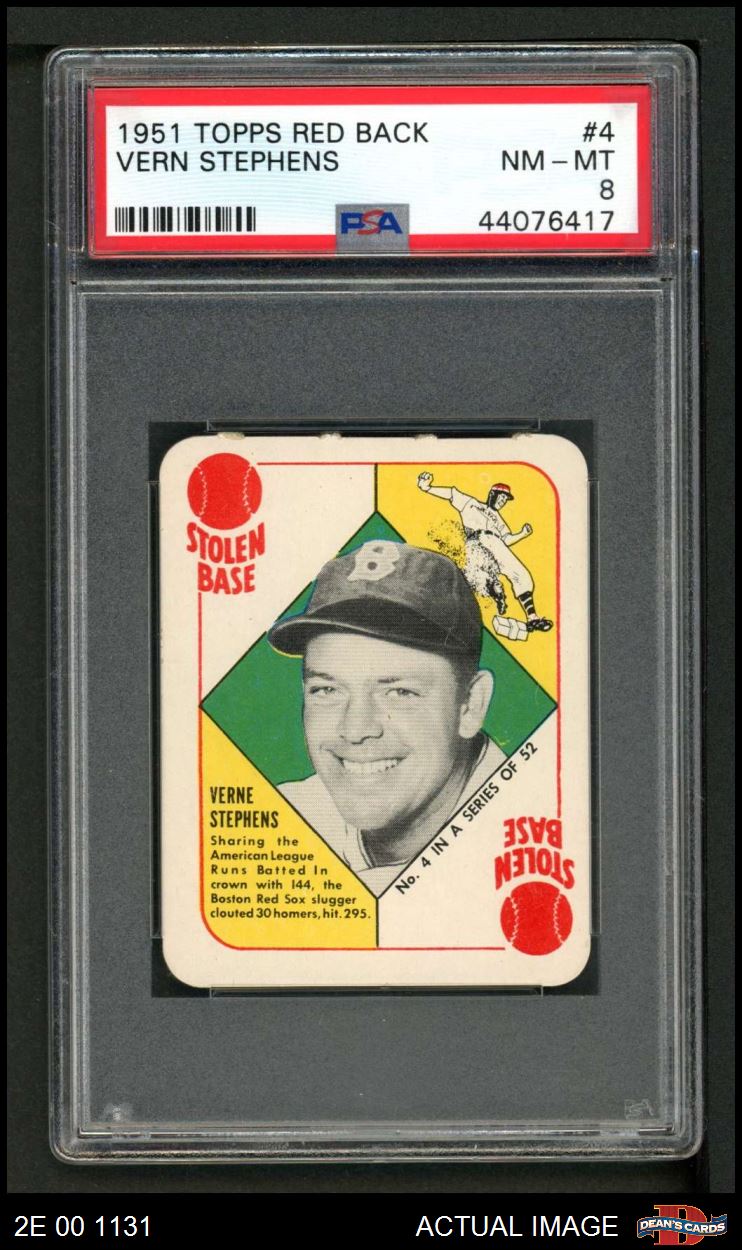 1951 TOPPS RED BACK #4
VERN STEPHENS NM-MT
8
PSA 44076417
STOLEN
BASE
B
VERNE
STEPHENS
Sharing the
American League
Runs Batted In
crown with 144, the
Boston Red Sox slugger
clouted 30 homers, hit .295.
No. 4 IN A SERIES OF 52
STOLEN
BASE
2E 00 1131 ACTUAL IMAGE DEAN'S CARDS